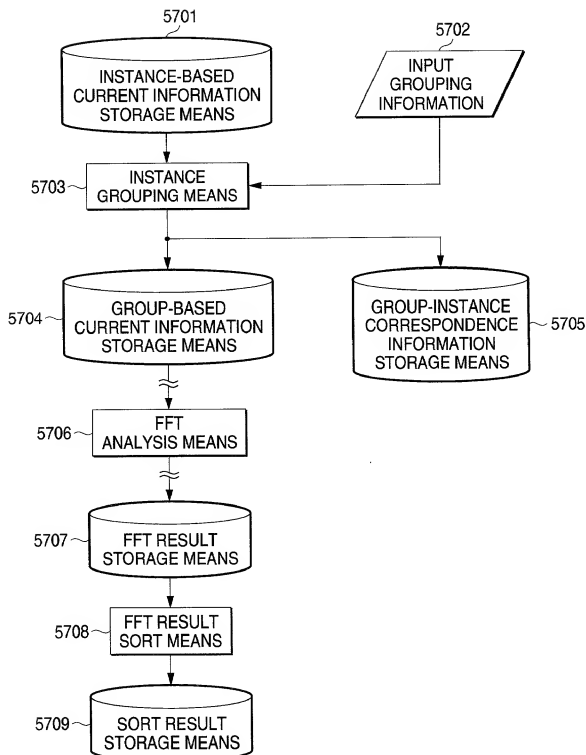 5701
INSTANCE-BASED
CURRENT INFORMATION
STORAGE MEANS
5702
INPUT
GROUPING
INFORMATION
5703
INSTANCE
GROUPING MEANS
5704
GROUP-BASED
CURRENT INFORMATION
STORAGE MEANS
GROUP-INSTANCE
CORRESPONDENCE
INFORMATION
STORAGE MEANS
5705
5706
FFT
ANALYSIS MEANS
5707
FFT RESULT
STORAGE MEANS
5708
FFT RESULT
SORT MEANS
5709
SORT RESULT
STORAGE MEANS